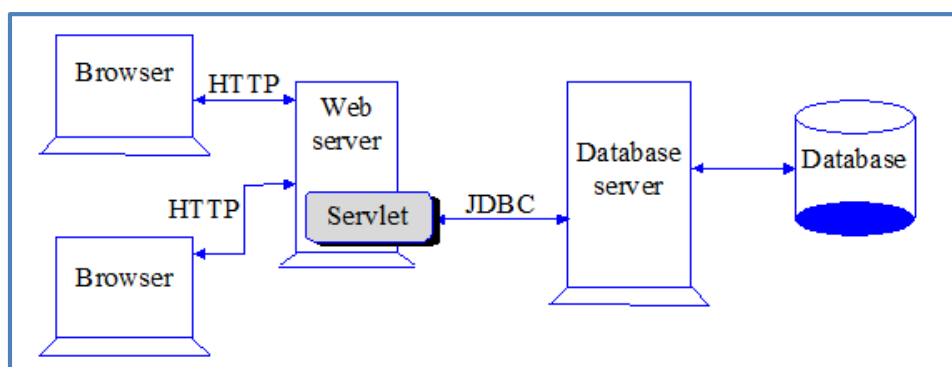 Browser
HTTP
Web
server
Database
server
Database
HTTP
Servlet
JDBC
Browser